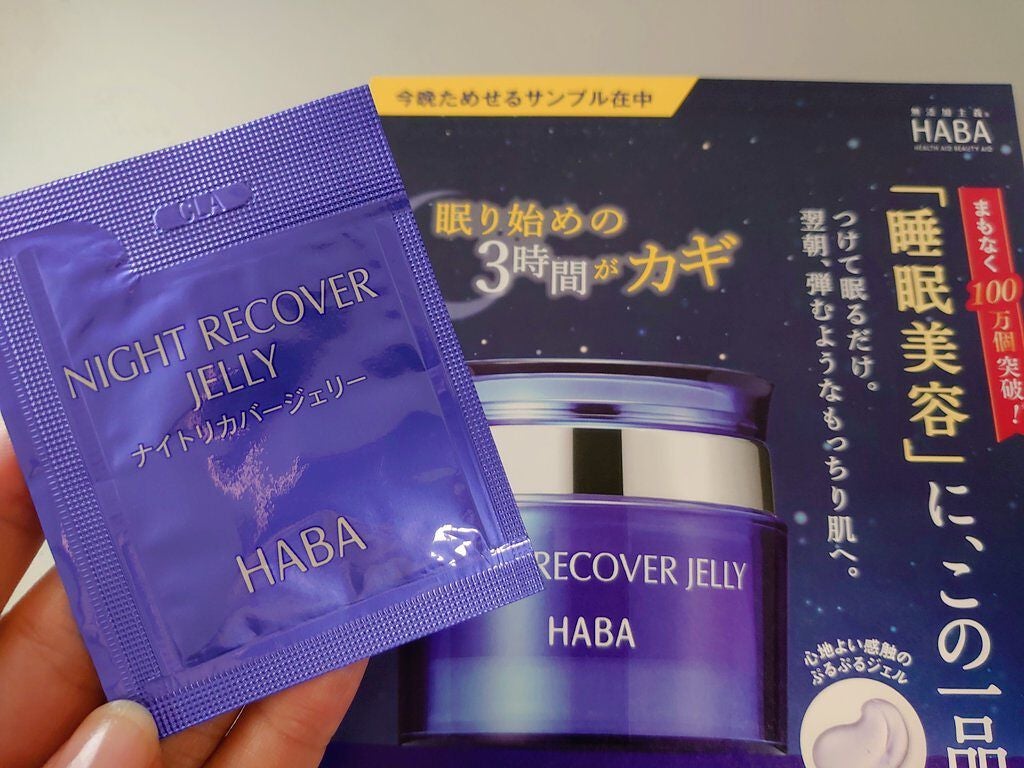 今晩ためせるサンプル在中
無添加主義®
HABA
HEALTH AID BEAUTY AID
まもなく100万個突破!
「睡眠美容」に、この一品
つけて眠るだけ。
翌朝、弾むようなもっちり肌へ。
眠り始めの
3時間がカギ
RECOVER JELLY
HABA
心地よい感触の
ぷるぷるジェル
NIGHT RECOVER
JELLY
ナイトリカバージェリー
HABA